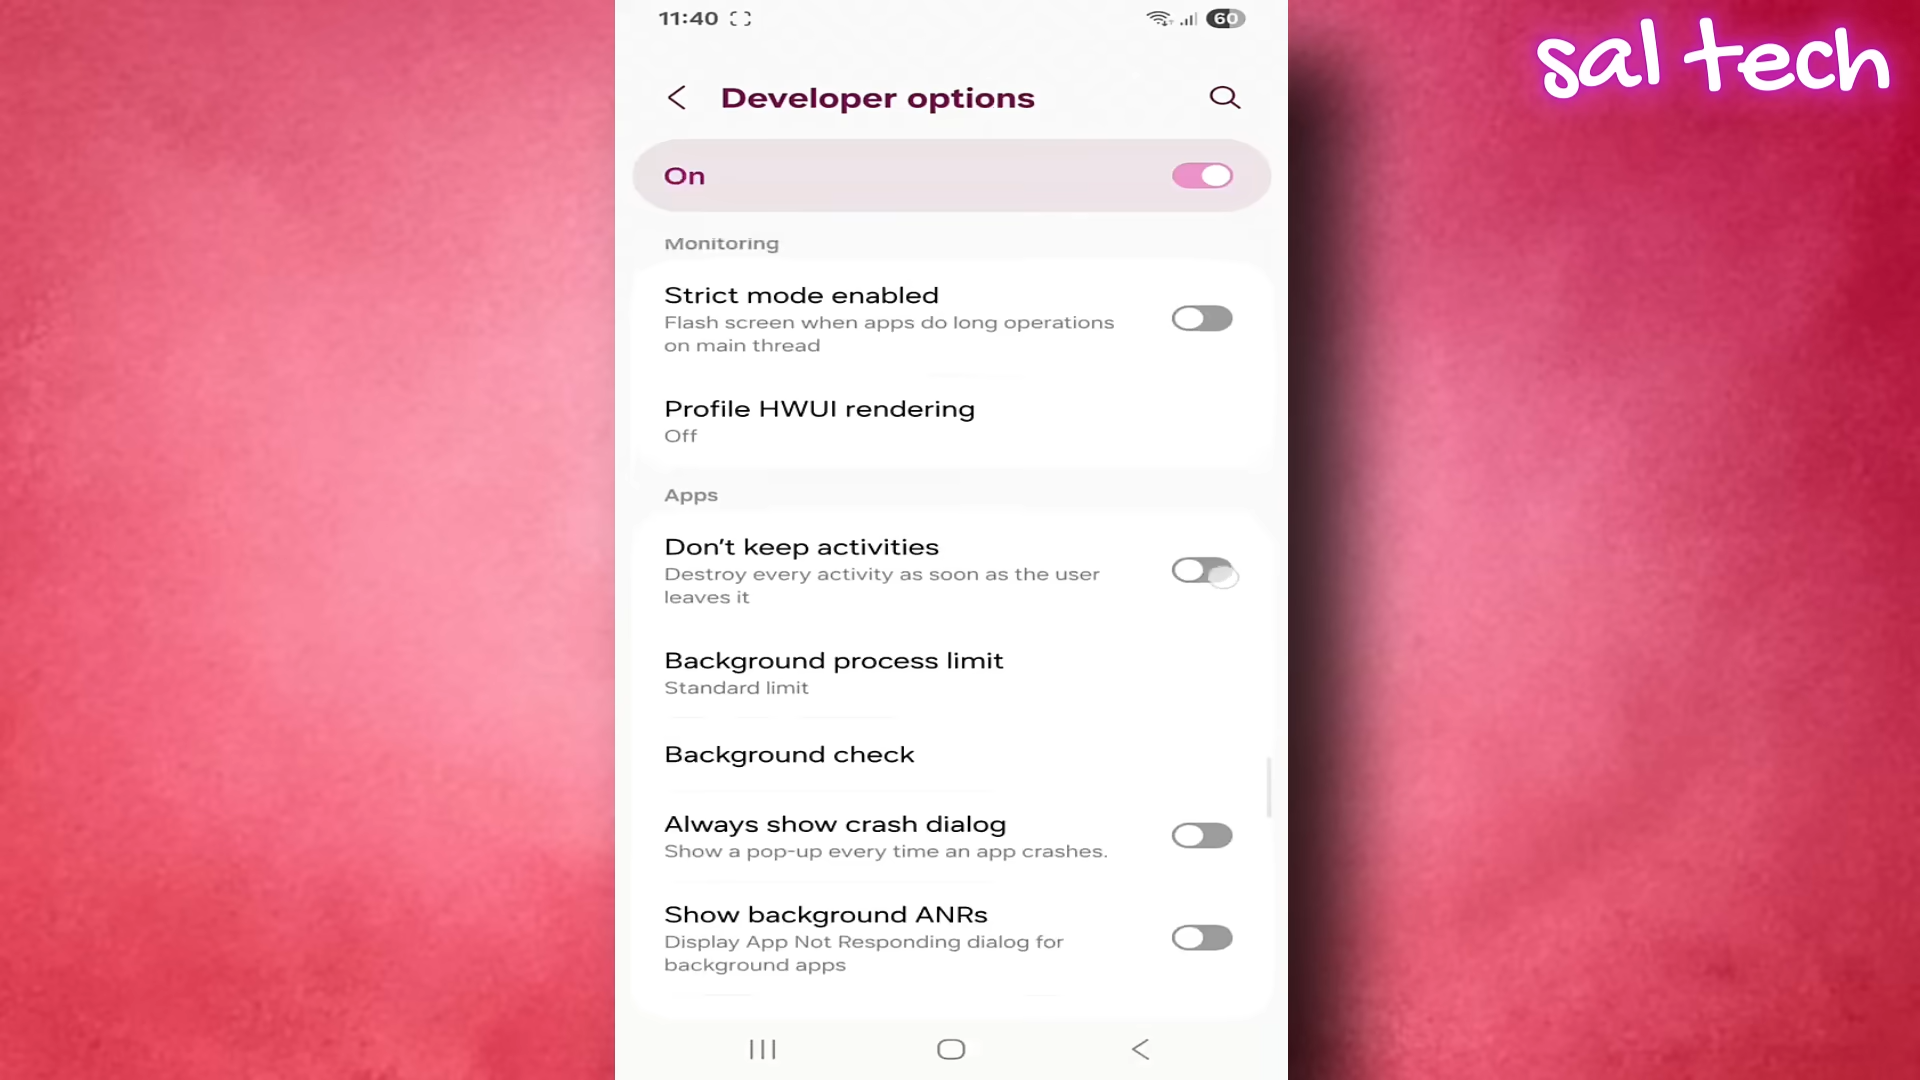 11:40
60
sal tech
Developer options
On
Monitoring
Strict mode enabled
Flash screen when apps do long operations
on main thread
Profile HWUI rendering
Off
Apps
Don't keep activities
Destroy every activity as soon as the user
leaves it
Background process limit
Standard limit
Background check
Always show crash dialog
Show a pop-up every time an app crashes.
Show background ANRs
Display App Not Responding dialog for
background apps